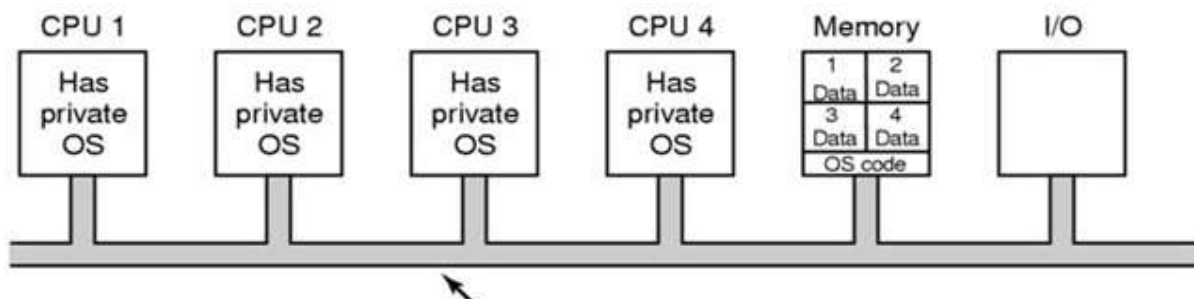 CPU 1 CPU 2 CPU 3 CPU 4 Memory I/O
Has private OS
Has private OS
Has private OS
Has private OS
1 Data
2 Data
3 Data
4 Data
OS code